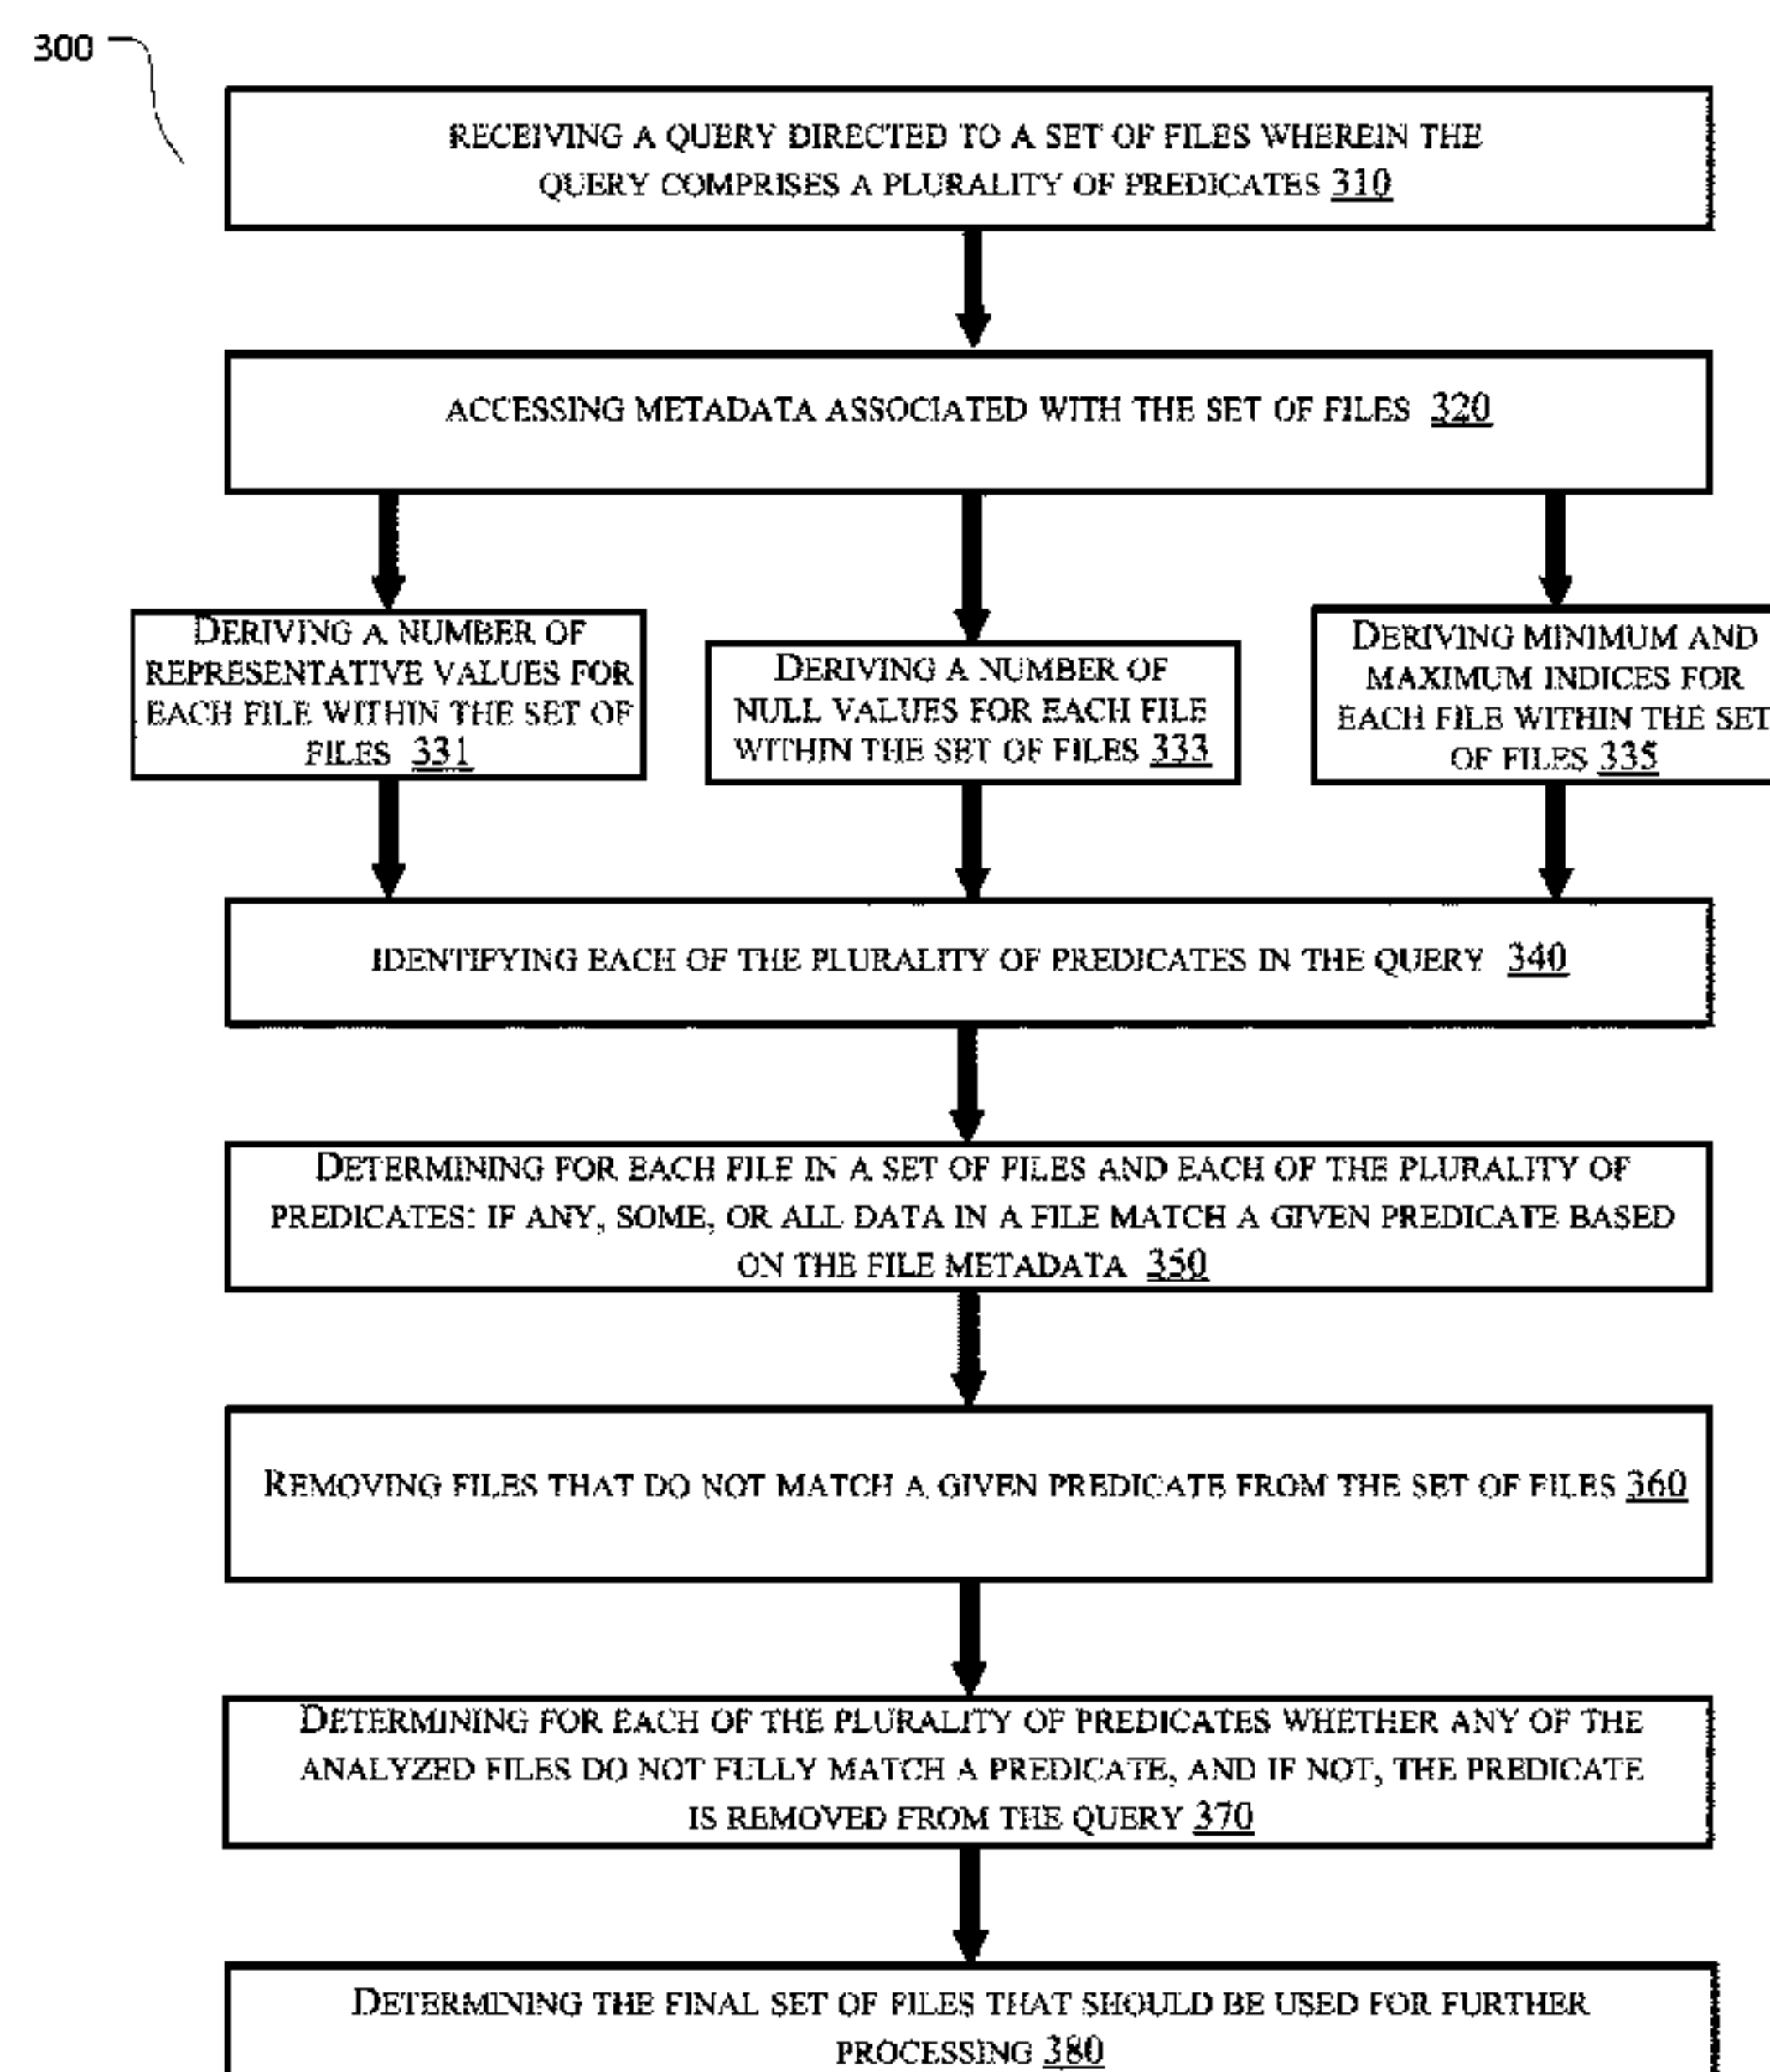 300
RECEIVING A QUERY DIRECTED TO A SET OF FILES WHEREIN THE
QUERY COMPRISES A PLURALITY OF PREDICATES 310
ACCESSING METADATA ASSOCIATED WITH THE SET OF FILES 320
DERIVING A NUMBER OF
REPRESENTATIVE VALUES FOR
EACH FILE WITHIN THE SET OF
FILES 331
DERIVING A NUMBER OF
NULL VALUES FOR EACH FILE
WITHIN THE SET OF FILES 333
DERIVING MINIMUM AND
MAXIMUM INDICES FOR
EACH FILE WITHIN THE SET
OF FILES 335
IDENTIFYING EACH OF THE PLURALITY OF PREDICATES IN THE QUERY 340
DETERMINING FOR EACH FILE IN A SET OF FILES AND EACH OF THE PLURALITY OF
PREDICATES: IF ANY, SOME, OR ALL DATA IN A FILE MATCH A GIVEN PREDICATE BASED
ON THE FILE METADATA 350
REMOVING FILES THAT DO NOT MATCH A GIVEN PREDICATE FROM THE SET OF FILES 360
DETERMINING FOR EACH OF THE PLURALITY OF PREDICATES WHETHER ANY OF THE
ANALYZED FILES DO NOT FULLY MATCH A PREDICATE, AND IF NOT, THE PREDICATE
IS REMOVED FROM THE QUERY 370
DETERMINING THE FINAL SET OF FILES THAT SHOULD BE USED FOR FURTHER
PROCESSING 380